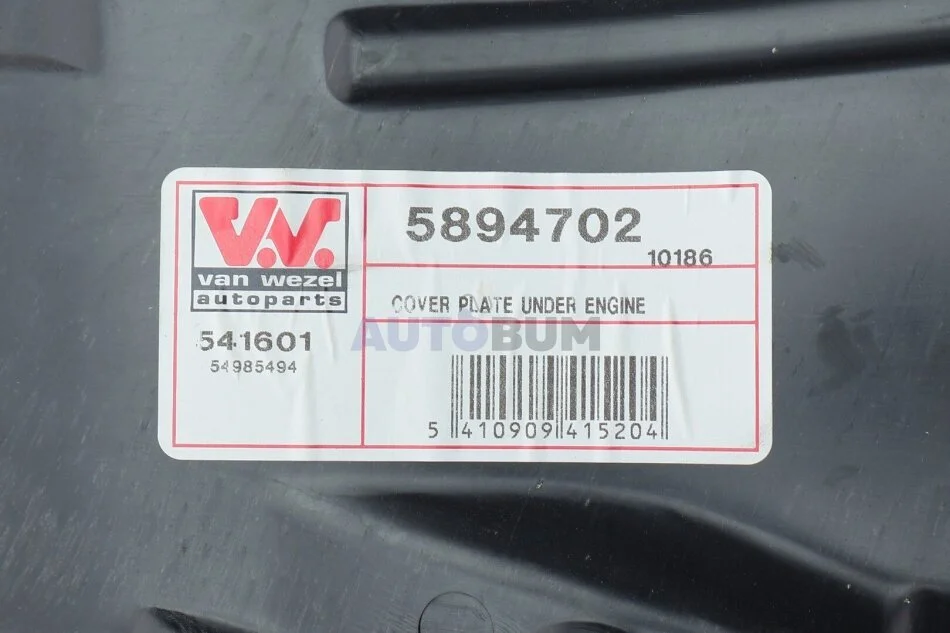 V.W.
van wezel
autoparts
541601
54985494
5894702
10186
COVER PLATE UNDER ENGINE
AUTOBUM
5 410909 415204